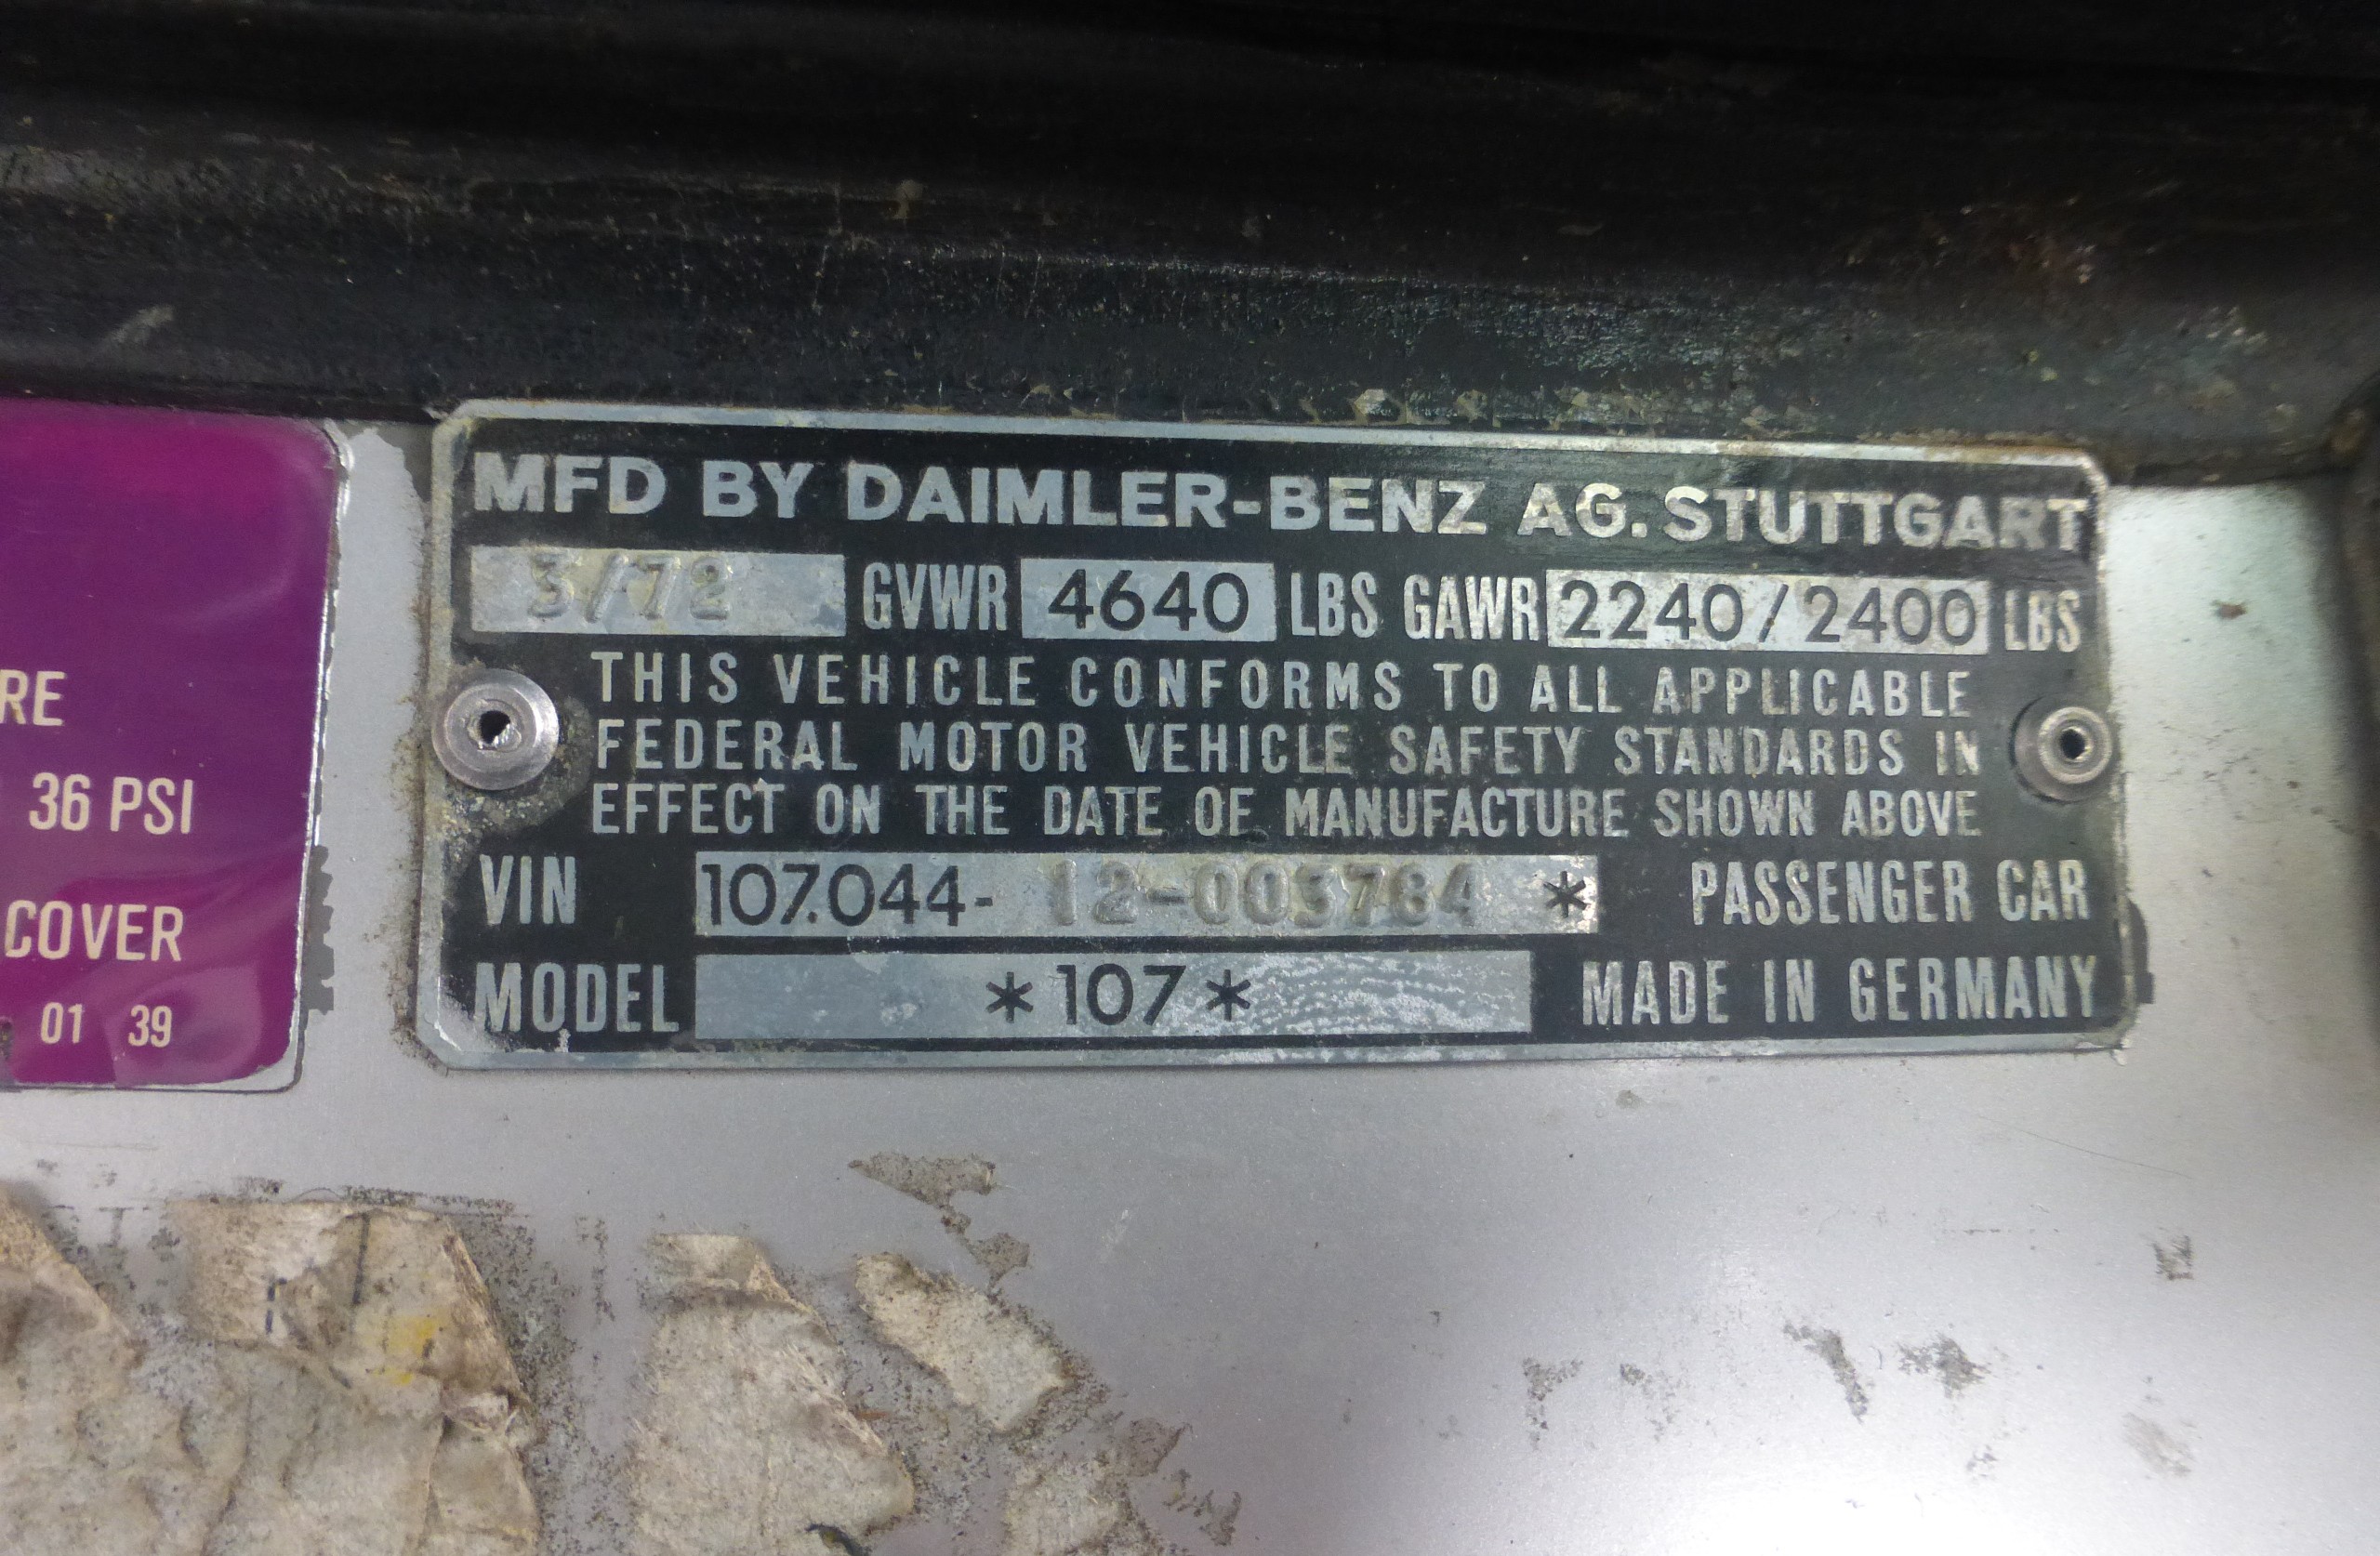 MFD BY DAIMLER-BENZ AG. STUTTGART
3/72 GVWR 4640 LBS GAWR 2240/2400 LBS
THIS VEHICLE CONFORMS TO ALL APPLICABLE
FEDERAL MOTOR VEHICLE SAFETY STANDARDS IN
EFFECT ON THE DATE OF MANUFACTURE SHOWN ABOVE
VIN 107.044-12-003784 * PASSENGER CAR
MODEL *107* MADE IN GERMANY
RE
36 PSI
COVER
01 39